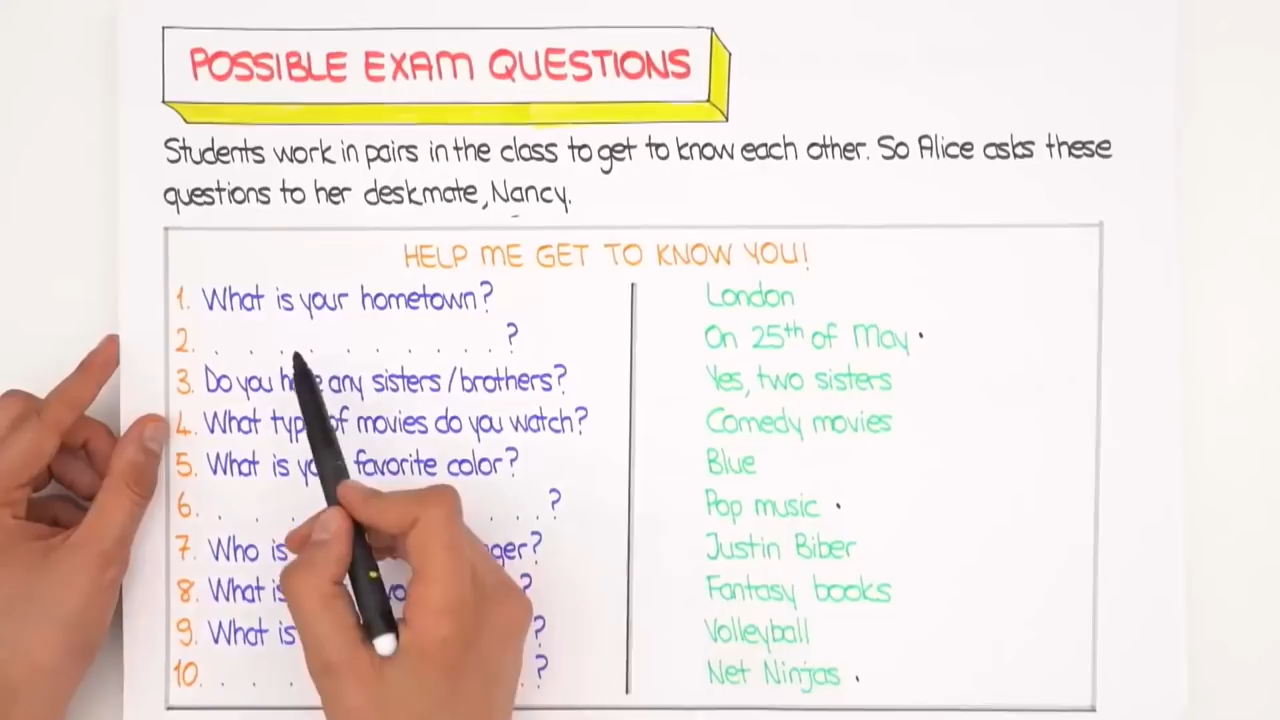 POSSIBLE EXAM QUESTIONS
Students work in pairs in the class to get to know each other. So Alice asks these
questions to her deskmate, Nancy.
HELP ME GET TO KNOW YOU!
1. What is your hometown? London
2. . . . . . . . . . . ? On 25th of May
3. Do you any sisters/brothers? Yes, two sisters
4. What of movies do you watch? Comedy movies
5. What is favorite color? Blue
6. . . . . . . ? Pop music
7. Who is ? Justin Biber
8. What is ? Fantasy books
9. What is ? Volleyball
10. . . . . ? Net Ninjas